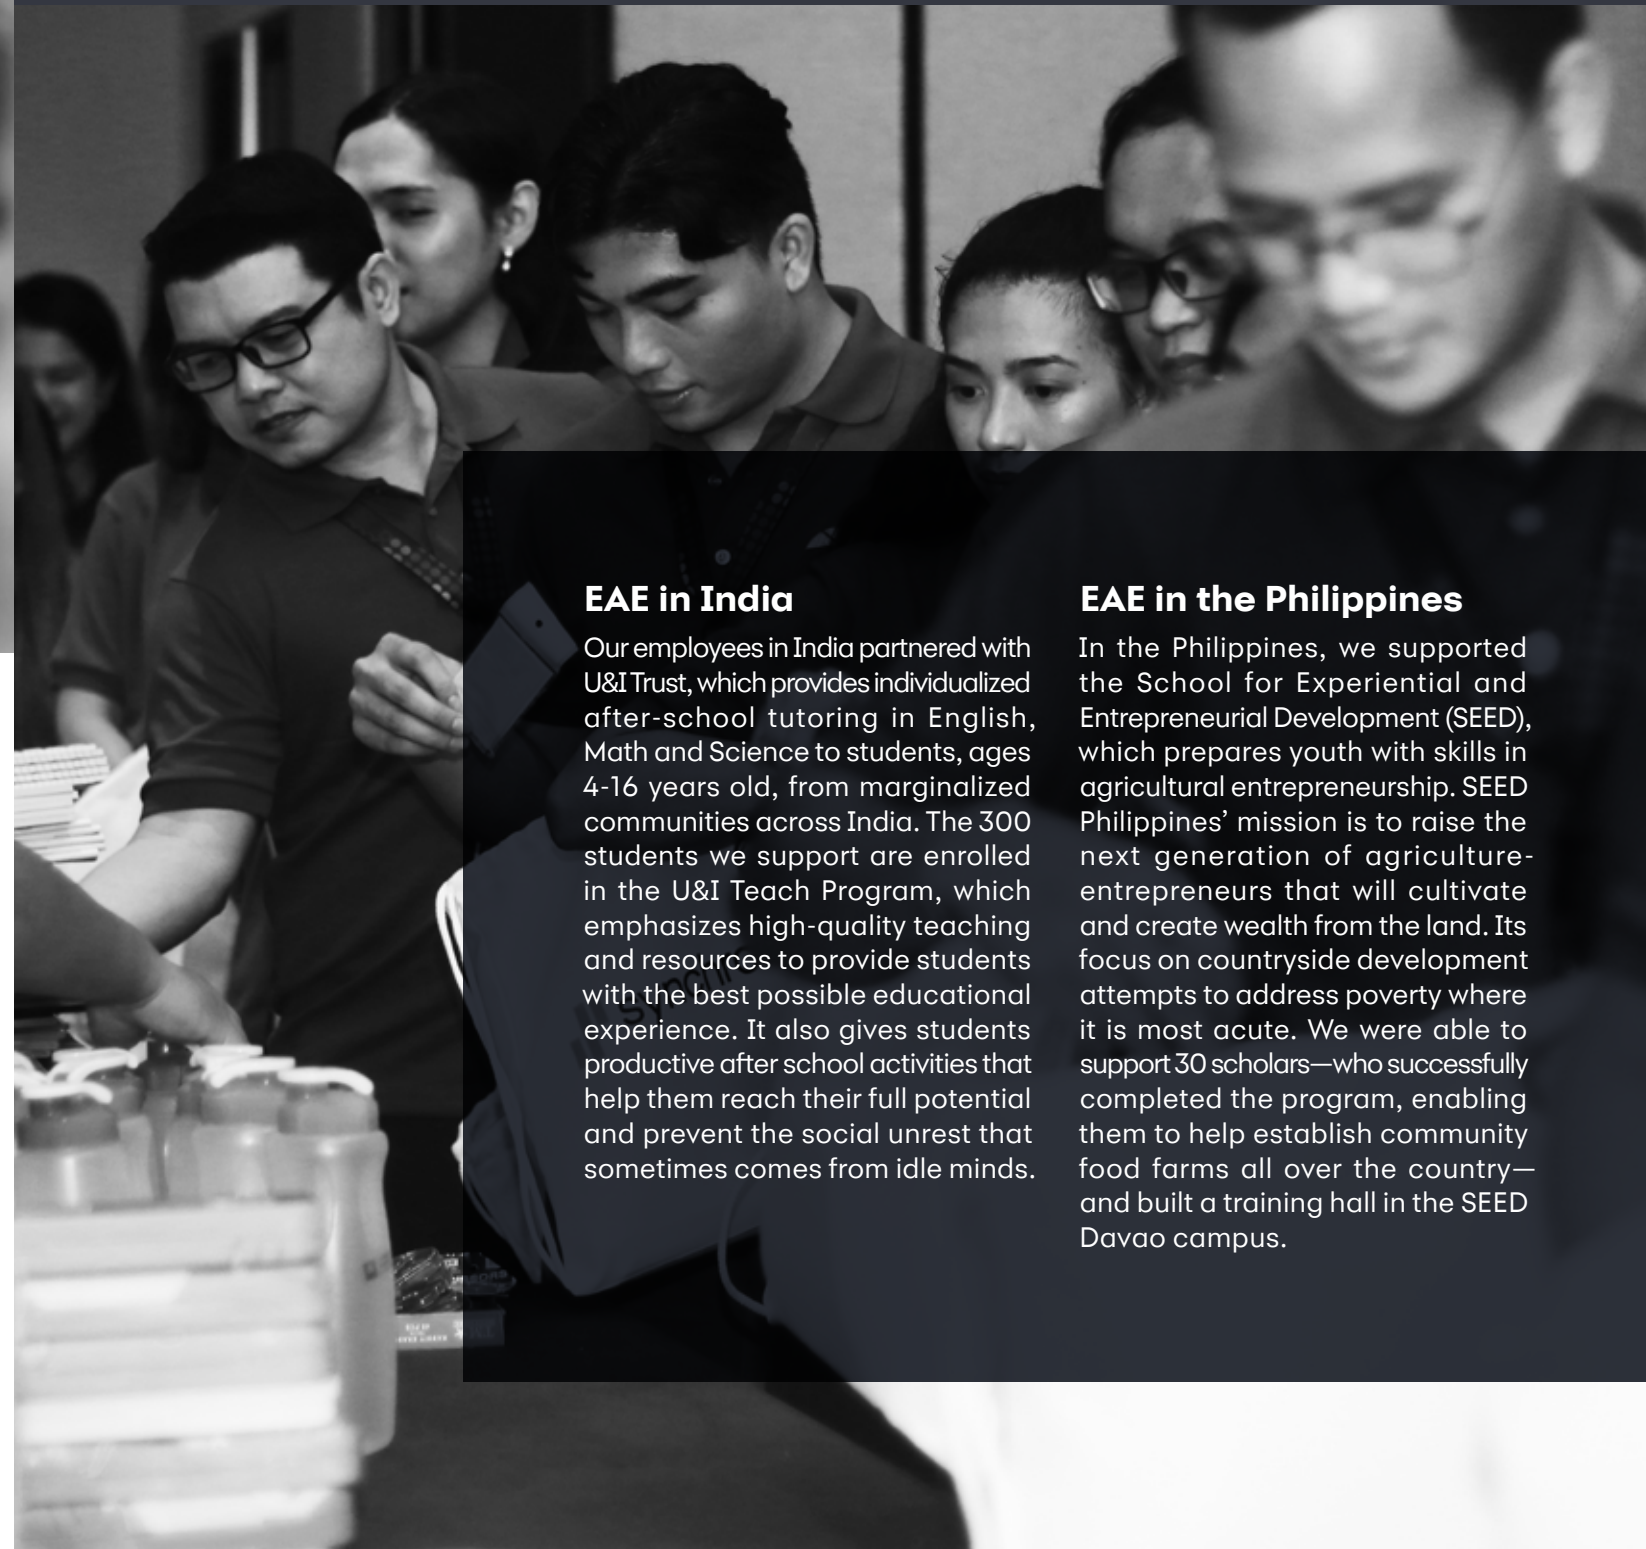 EAE in India
Our employees in India partnered with
U&I Trust, which provides individualized
after-school tutoring in English,
Math and Science to students, ages
4-16 years old, from marginalized
communities across India. The 300
students we support are enrolled
in the U&I Teach Program, which
emphasizes high-quality teaching
and resources to provide students
with the best possible educational
experience. It also gives students
productive after school activities that
help them reach their full potential
and prevent the social unrest that
sometimes comes from idle minds.
EAE in the Philippines
In the Philippines, we supported
the School for Experiential and
Entrepreneurial Development (SEED),
which prepares youth with skills in
agricultural entrepreneurship. SEED
Philippines’ mission is to raise the
next generation of agriculture-
entrepreneurs that will cultivate
and create wealth from the land. Its
focus on countryside development
attempts to address poverty where
it is most acute. We were able to
support 30 scholars—who successfully
completed the program, enabling
them to help establish community
food farms all over the country—
and built a training hall in the SEED
Davao campus.